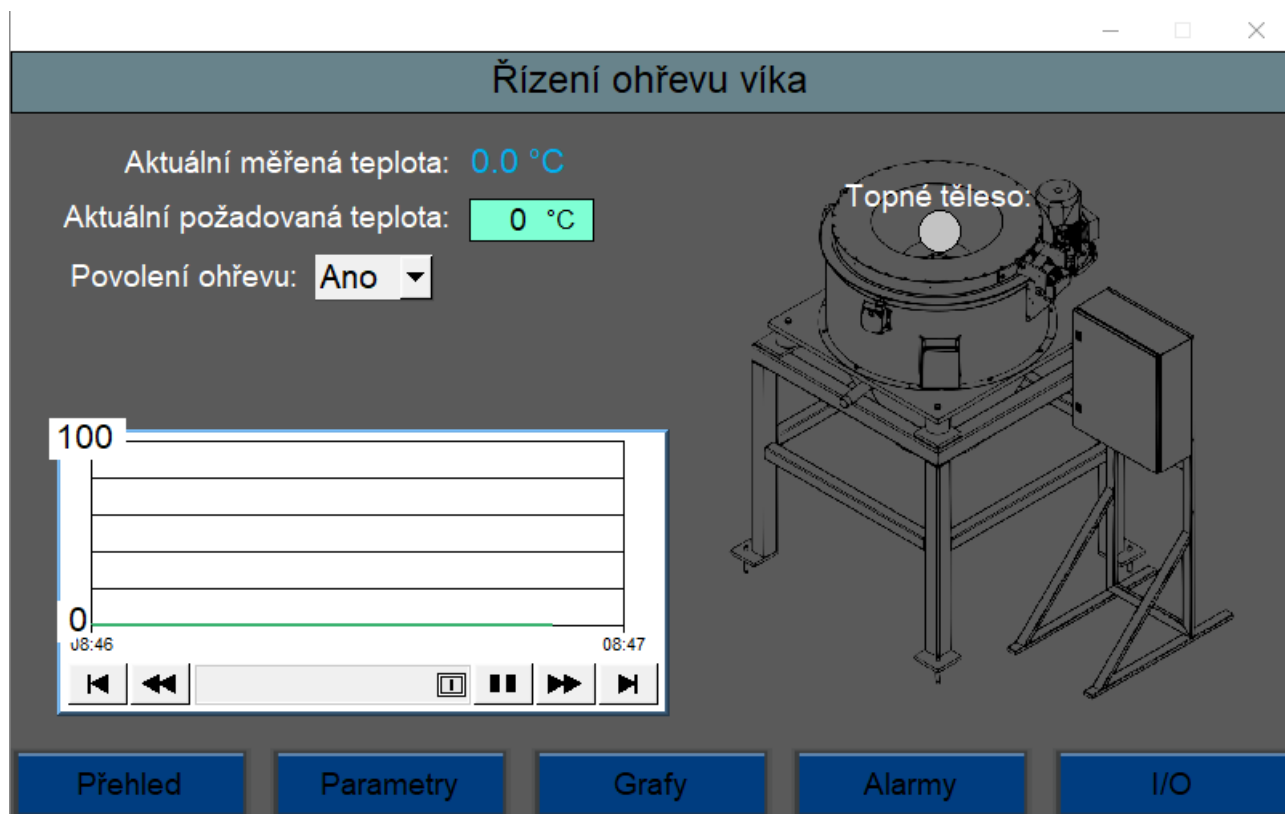 Řízení ohřevu víka
Aktuální měřená teplota: 0.0 °C
Topné těleso:
Aktuální požadovaná teplota: 0 °C
Povolení ohřevu: Ano
100
0
08:46 08:47
Přehled Parametry Grafy Alarmy I/O